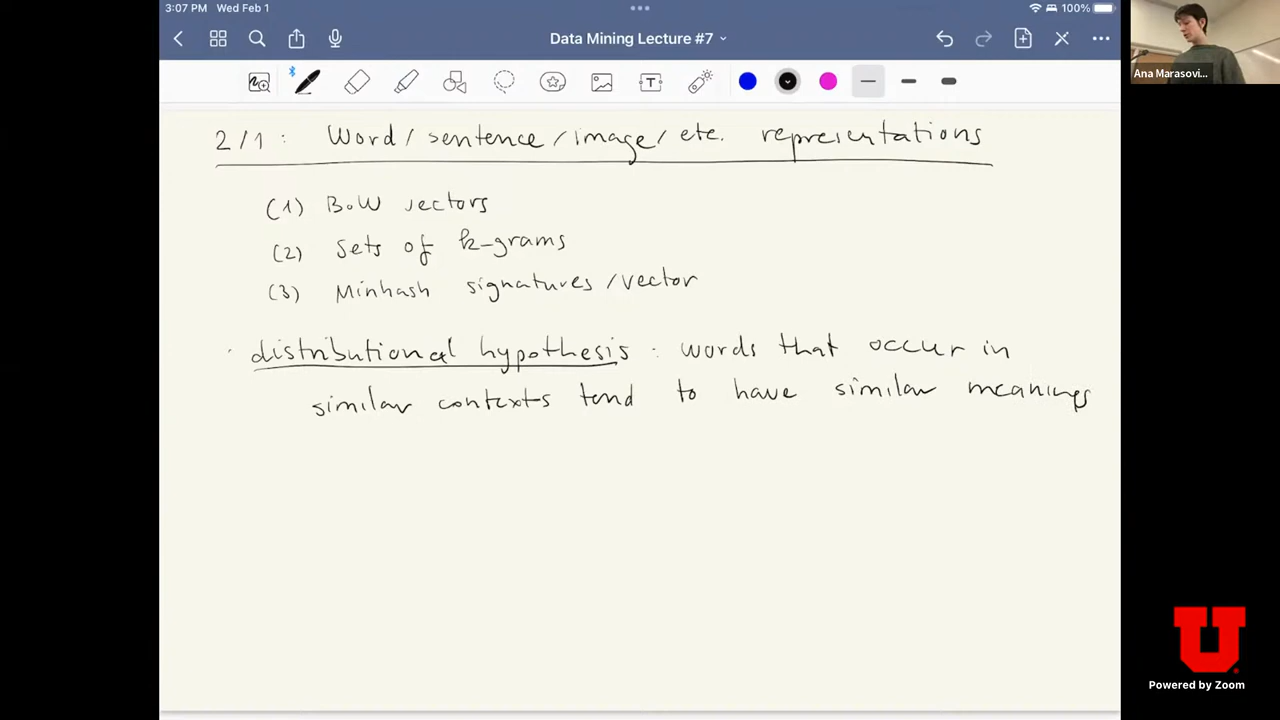 3:07 PM Wed Feb 1
100%
Data Mining Lecture #7
T
Ana Marasovi...
2/1: Word/sentence/image/etc. representations
(1) BoW vectors
(2) Sets of k-grams
(3) Minhash signatures/vector
· distributional hypothesis: words that occur in
similar contexts tend to have similar meanings
U
Powered by Zoom